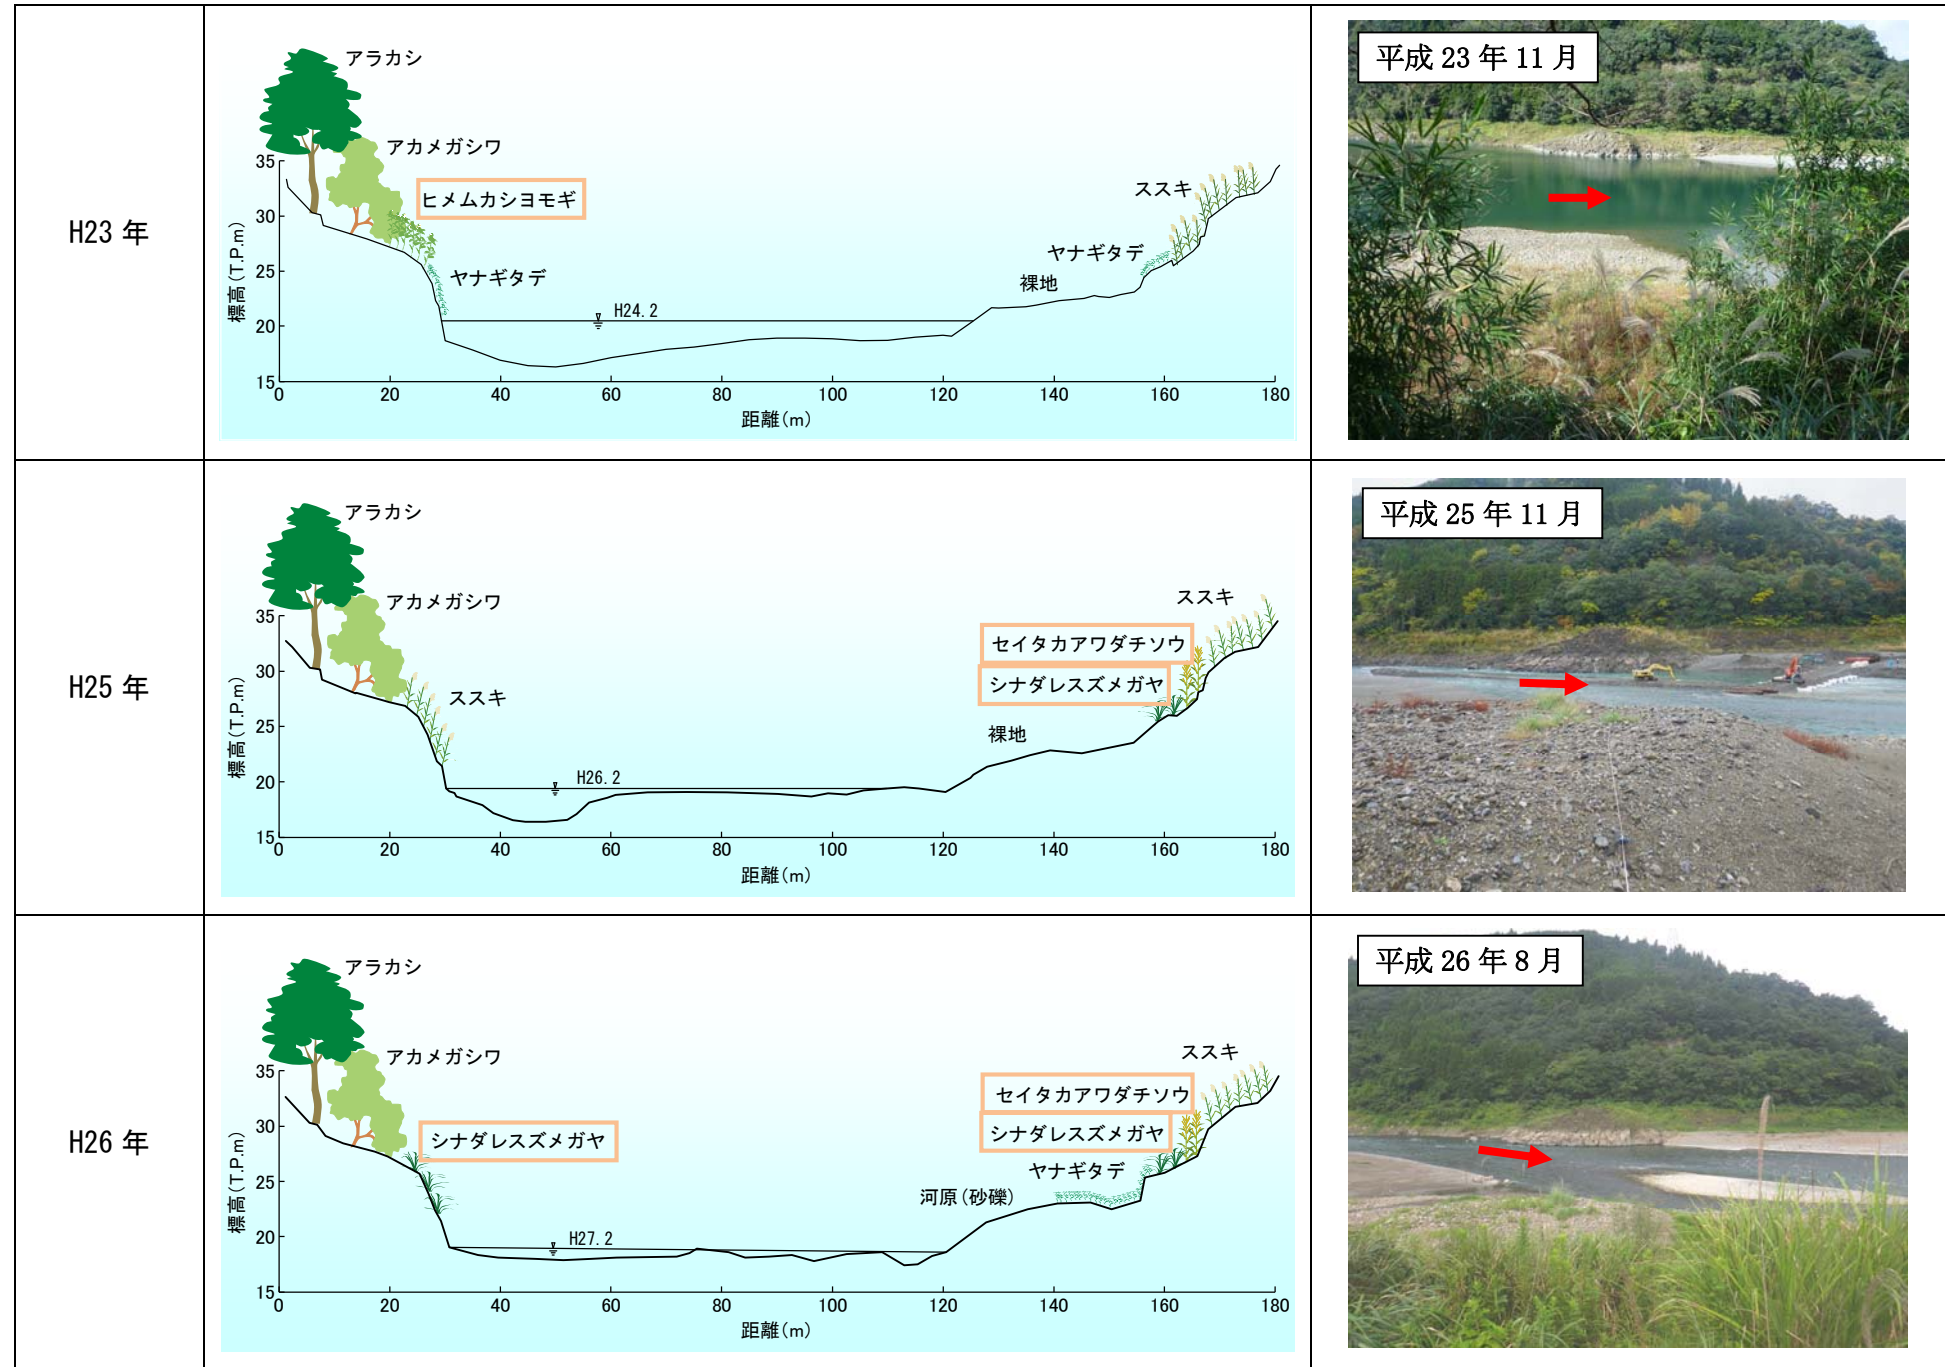 H23 年
アラカシ
アカメガシワ
ヒメムカシヨモギ
ヤナギタデ
ススキ
ヤナギタデ
裸地
H24.2
標高(T.P.m)
35
30
25
20
15
0 20 40 60 80 100 120 140 160 180
距離(m)
平成 23 年 11 月
H25 年
アラカシ
アカメガシワ
ススキ
ススキ
セイタカアワダチソウ
シナダレスズメガヤ
裸地
H26.2
標高(T.P.m)
35
30
25
20
15
0 20 40 60 80 100 120 140 160 180
距離(m)
平成 25 年 11 月
H26 年
アラカシ
アカメガシワ
シナダレスズメガヤ
ススキ
セイタカアワダチソウ
シナダレスズメガヤ
ヤナギタデ
河原(砂礫)
H27.2
標高(T.P.m)
35
30
25
20
15
0 20 40 60 80 100 120 140 160 180
距離(m)
平成 26 年 8 月